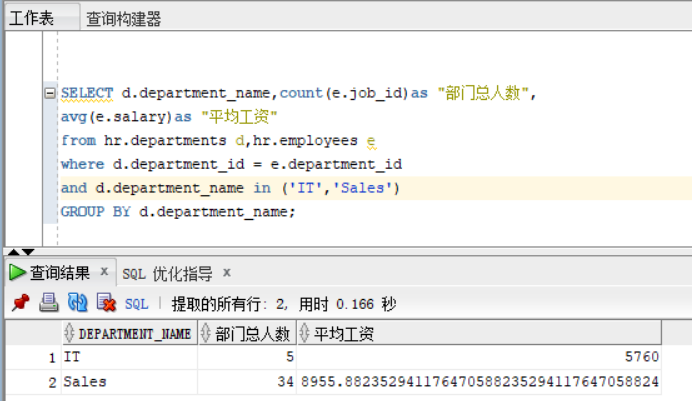 工作表 查询构建器
SELECT d.department_name,count(e.job_id)as "部门总人数",
avg(e.salary)as "平均工资"
from hr.departments d,hr.employees e
where d.department_id = e.department_id
and d.department_name in ('IT','Sales')
GROUP BY d.department_name;
查询结果 x SQL 优化指导 x
SQL | 提取的所有行: 2, 用时 0.166 秒
DEPARTMENT_NAME 部门总人数 平均工资
1 IT 5 5760
2 Sales 34 8955.88235294117647058823529411764705882​4